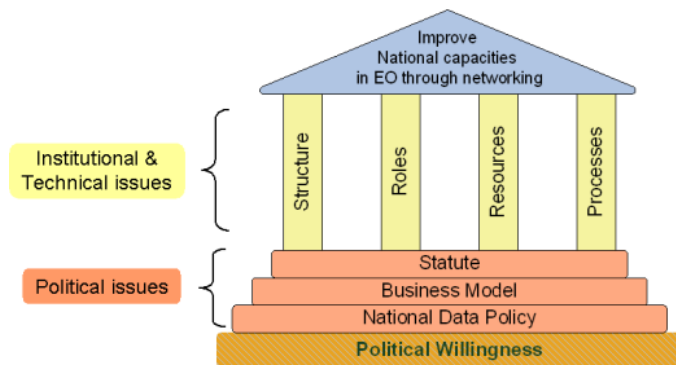 Improve
National capacities
in EO through networking
Institutional &
Technical issues
Structure
Roles
Resources
Processes
Political issues
Statute
Business Model
National Data Policy
Political Willingness